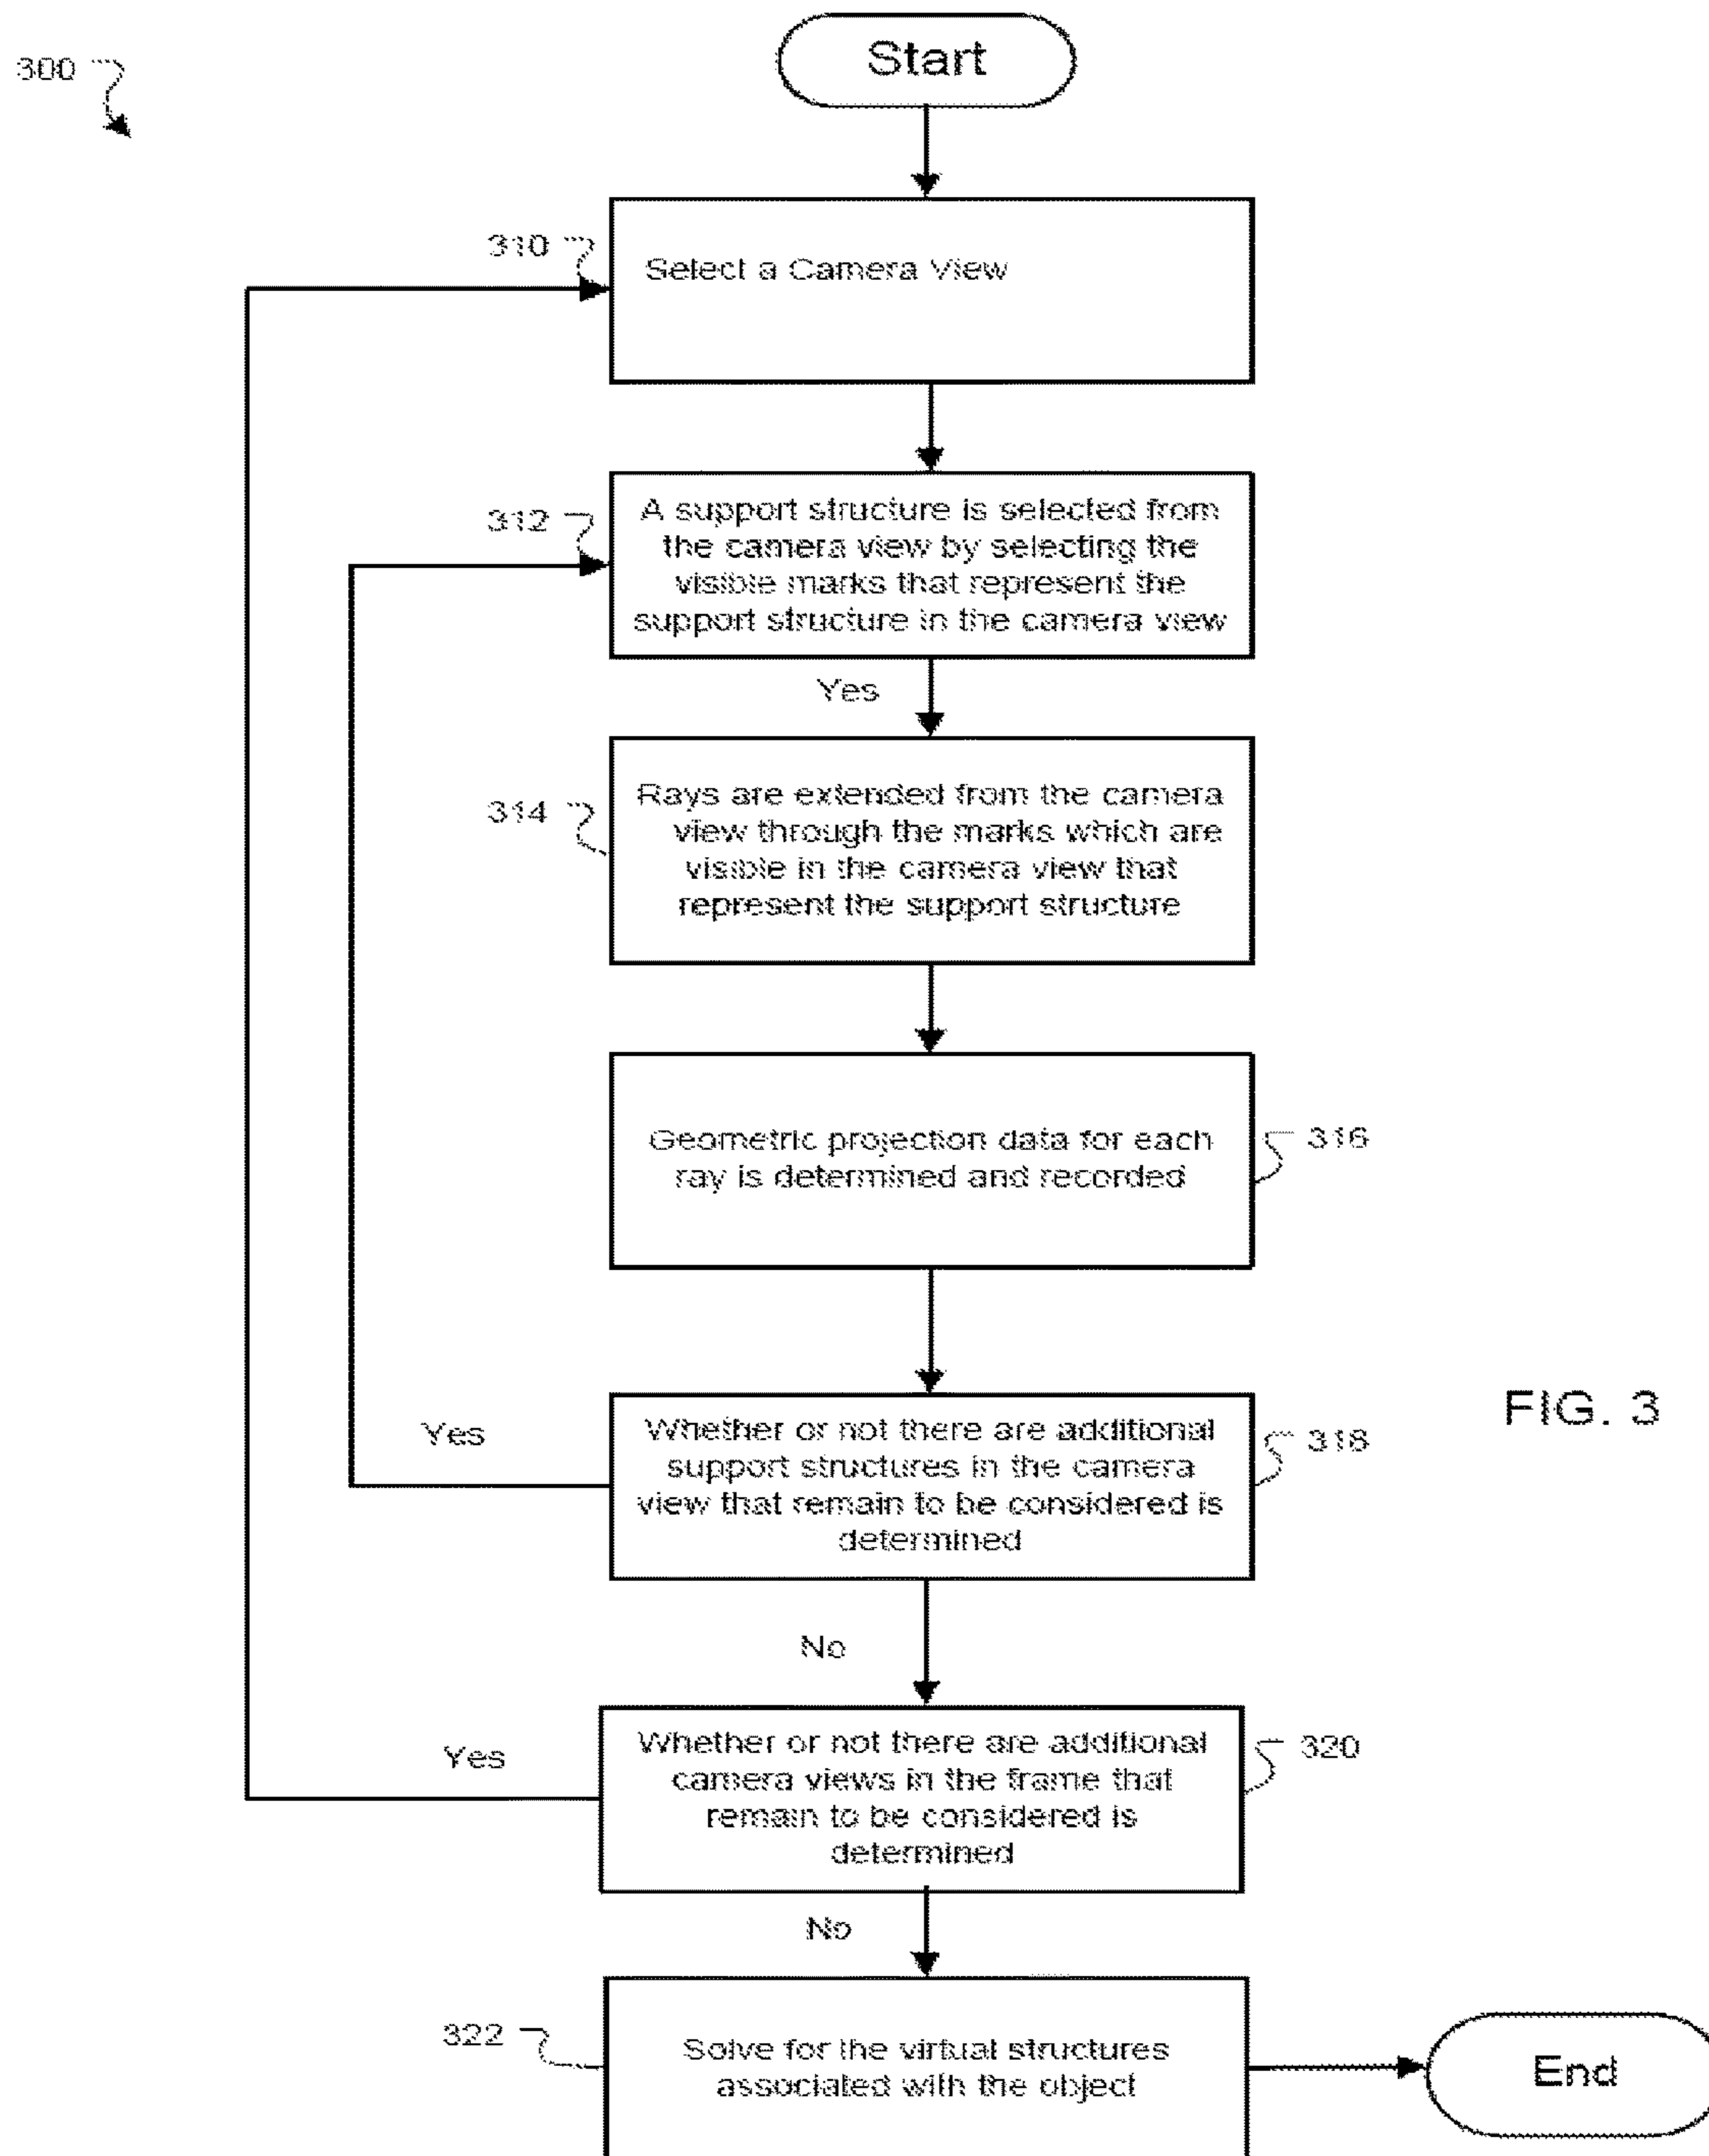 300
Start
310
Select a Camera View
312
A support structure is selected from
the camera view by selecting the
visible marks that represent the
support structure in the camera view
Yes
314
Rays are extended from the camera
view through the marks which are
visible in the camera view that
represent the support structure
Geometric projection data for each
ray is determined and recorded
316
Yes
Whether or not there are additional
support structures in the camera
view that remain to be considered is
determined
318
FIG. 3
No
Yes
Whether or not there are additional
camera views in the frame that
remain to be considered is
determined
320
No
322
Solve for the virtual structures
associated with the object
End